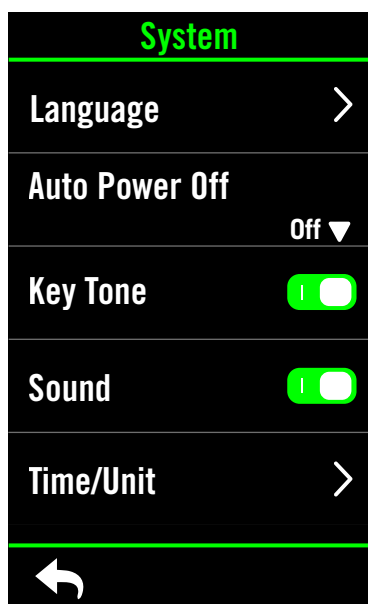 System
Language
Auto Power Off
Off
Key Tone
Sound
Time/Unit